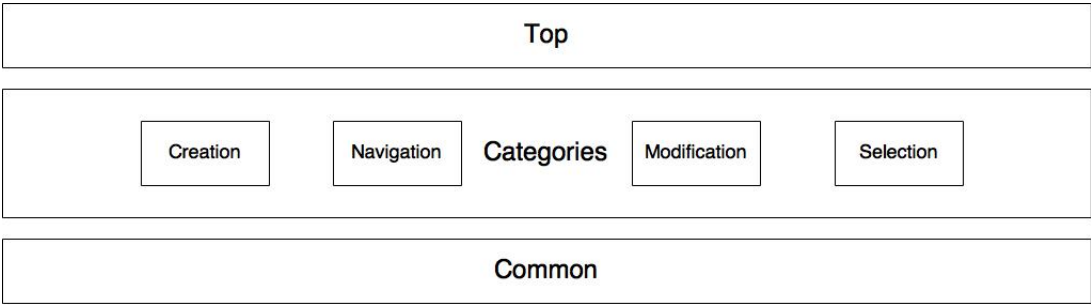 Top
Creation
Navigation
Categories
Modification
Selection
Common